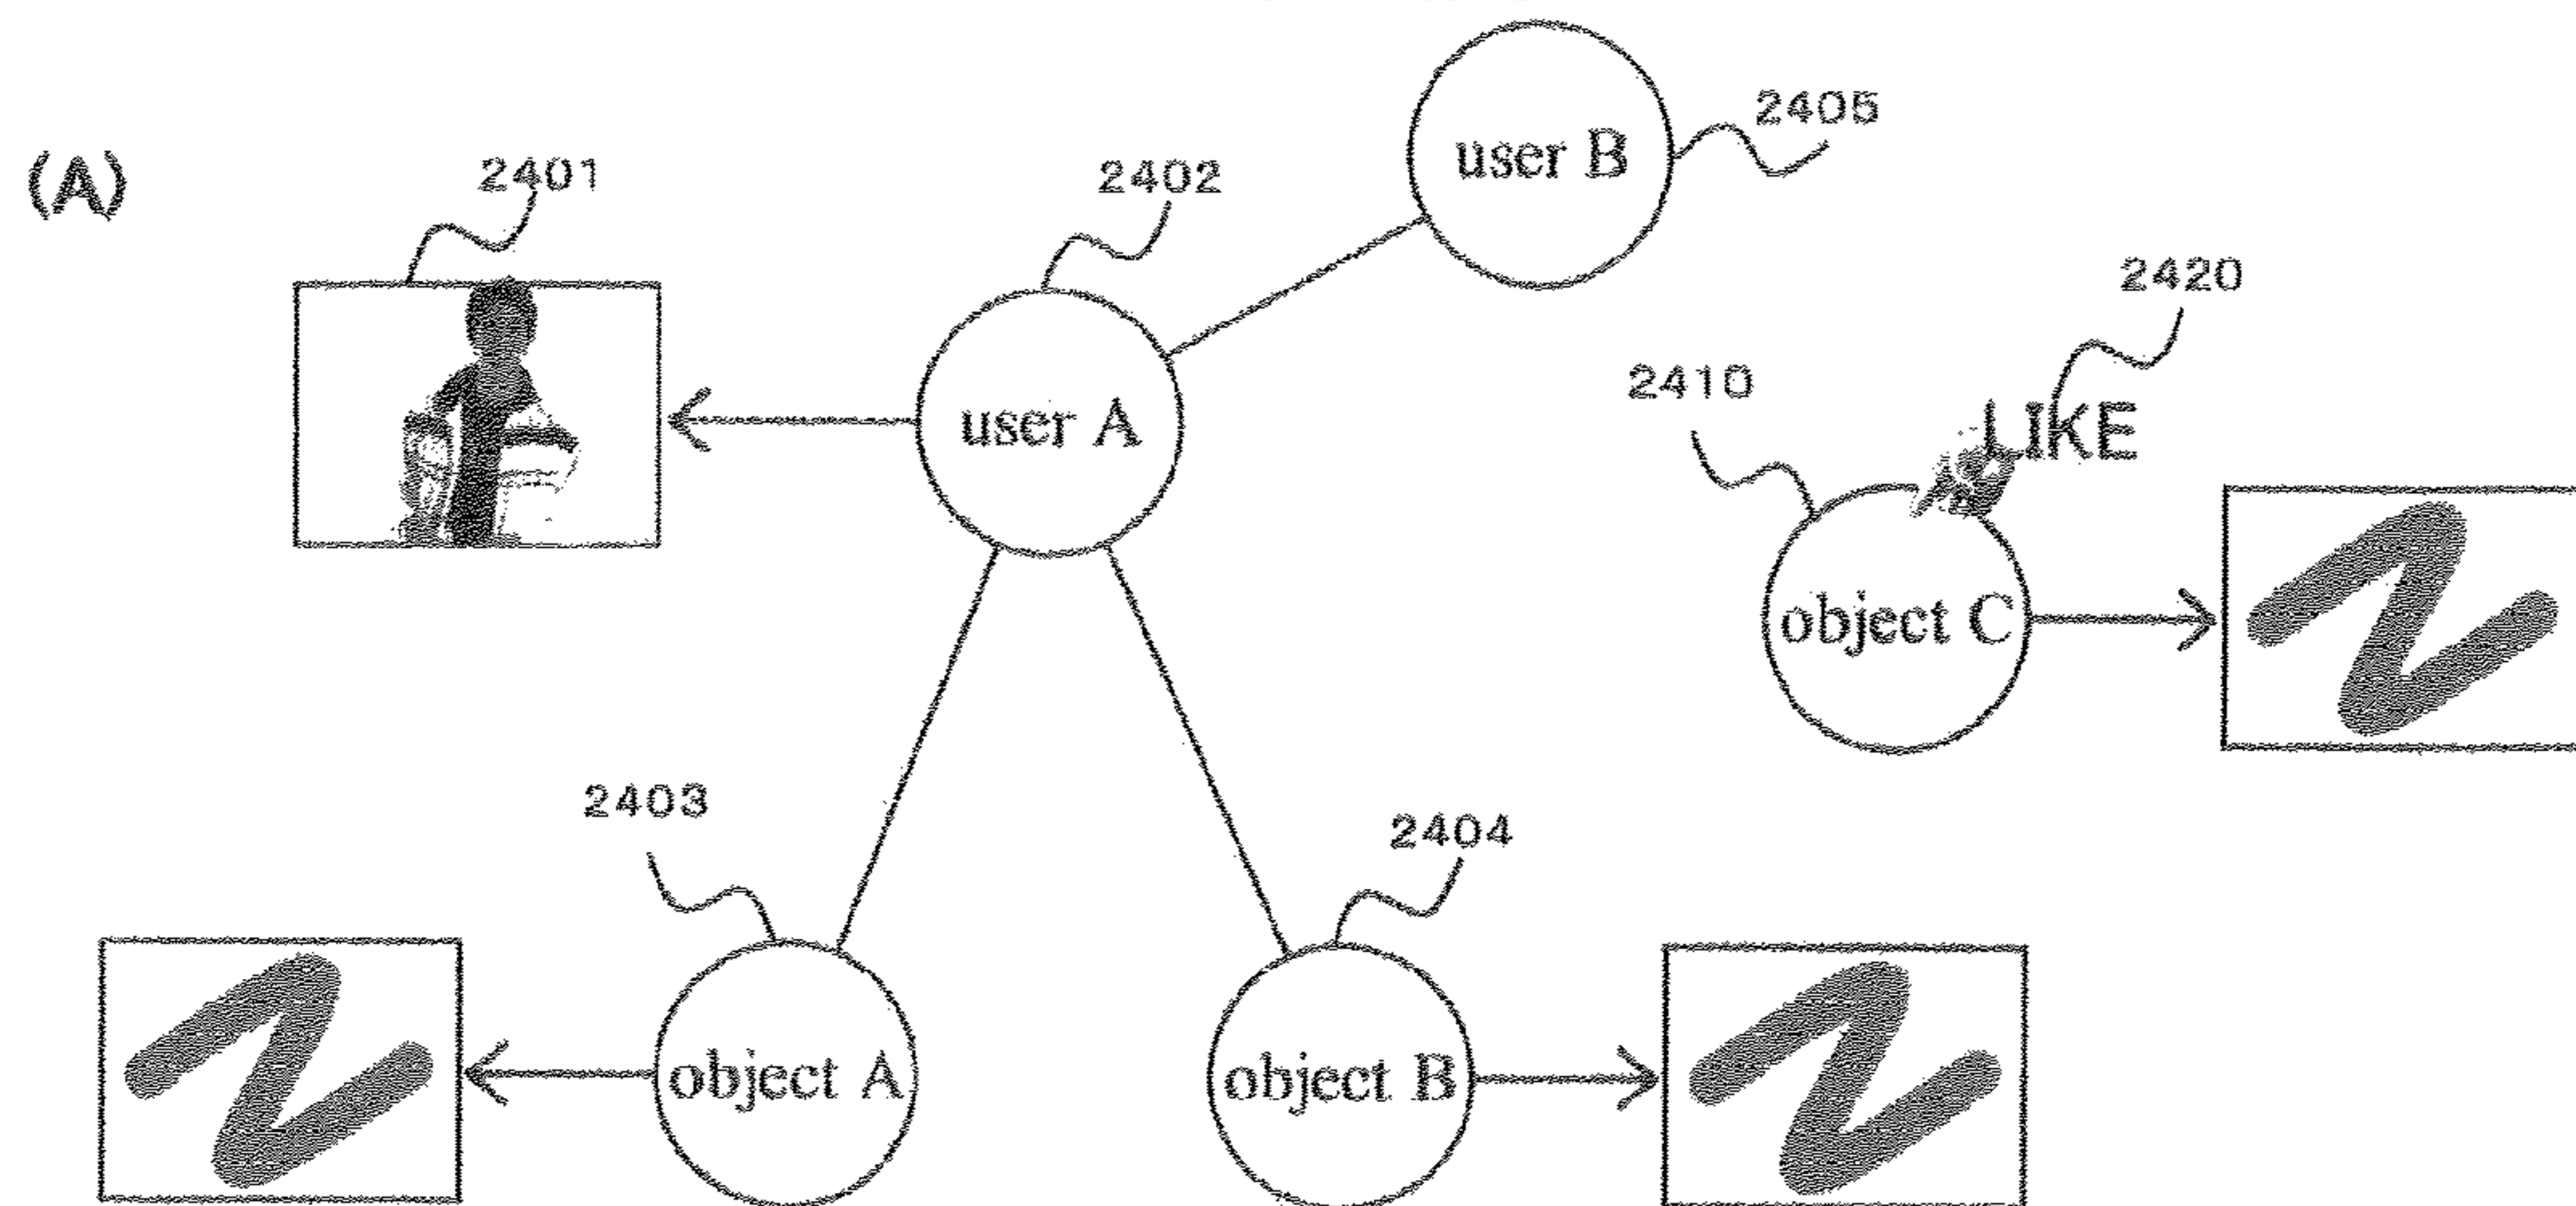 (A)
2401
2402
user B
2405
user A
2420
2410
LIKE
object C
2403
2404
object A
object B